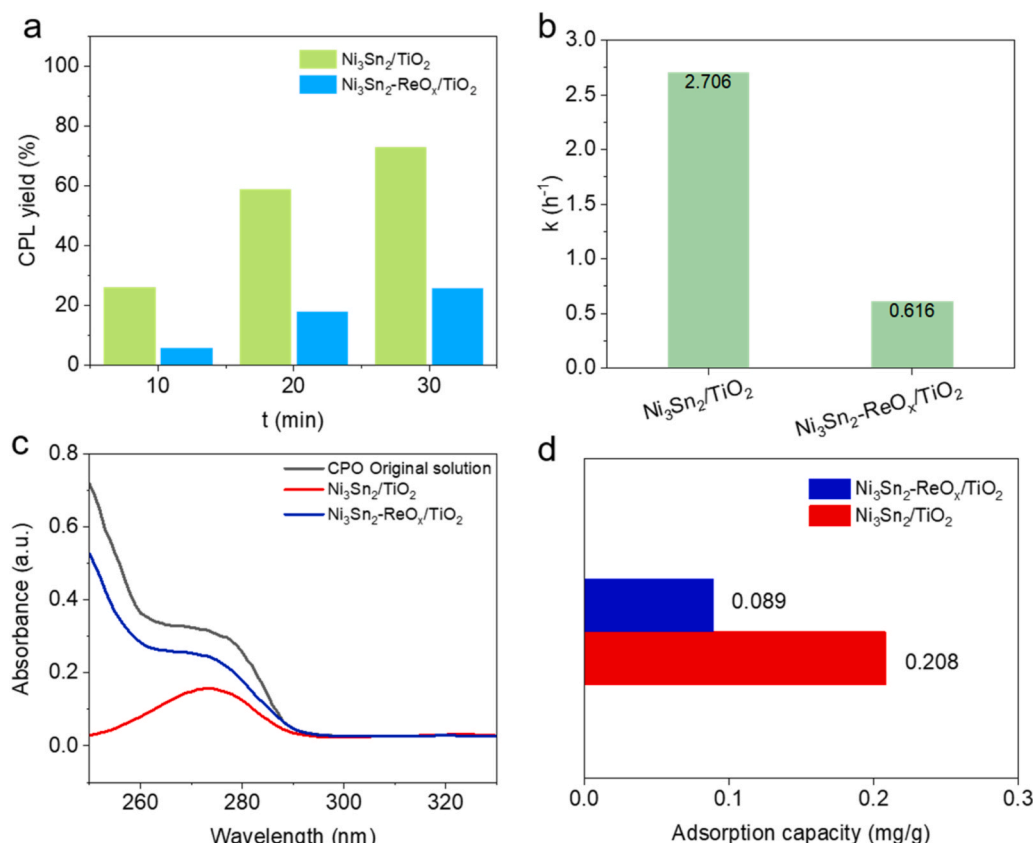 a
CPL yield (%)
100
80
60
40
20
0
Ni₃Sn₂/TiO₂
Ni₃Sn₂-ReOₓ/TiO₂
10
20
30
t (min)
b
k (h⁻¹)
3.0
2.5
2.0
1.5
1.0
0.5
0.0
2.706
0.616
Ni₃Sn₂/TiO₂
Ni₃Sn₂-ReOₓ/TiO₂
c
Absorbance (a.u.)
0.8
0.6
0.4
0.2
0.0
CPO Original solution
Ni₃Sn₂/TiO₂
Ni₃Sn₂-ReOₓ/TiO₂
260
280
300
320
Wavelength (nm)
d
Ni₃Sn₂-ReOₓ/TiO₂
Ni₃Sn₂/TiO₂
0.089
0.208
0.0
0.1
0.2
0.3
Adsorption capacity (mg/g)